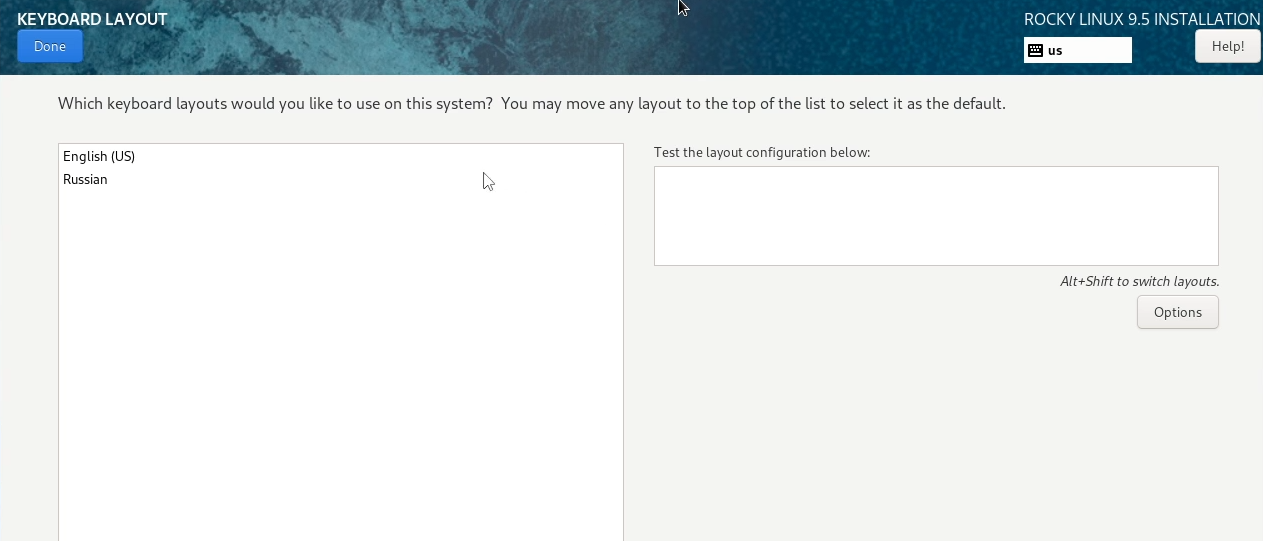 KEYBOARD LAYOUT
ROCKY LINUX 9.5 INSTALLATION
Done
us
Help!
Which keyboard layouts would you like to use on this system?  You may move any layout to the top of the list to select it as the default.
English (US)
Russian
Test the layout configuration below:
Alt+Shift to switch layouts.
Options